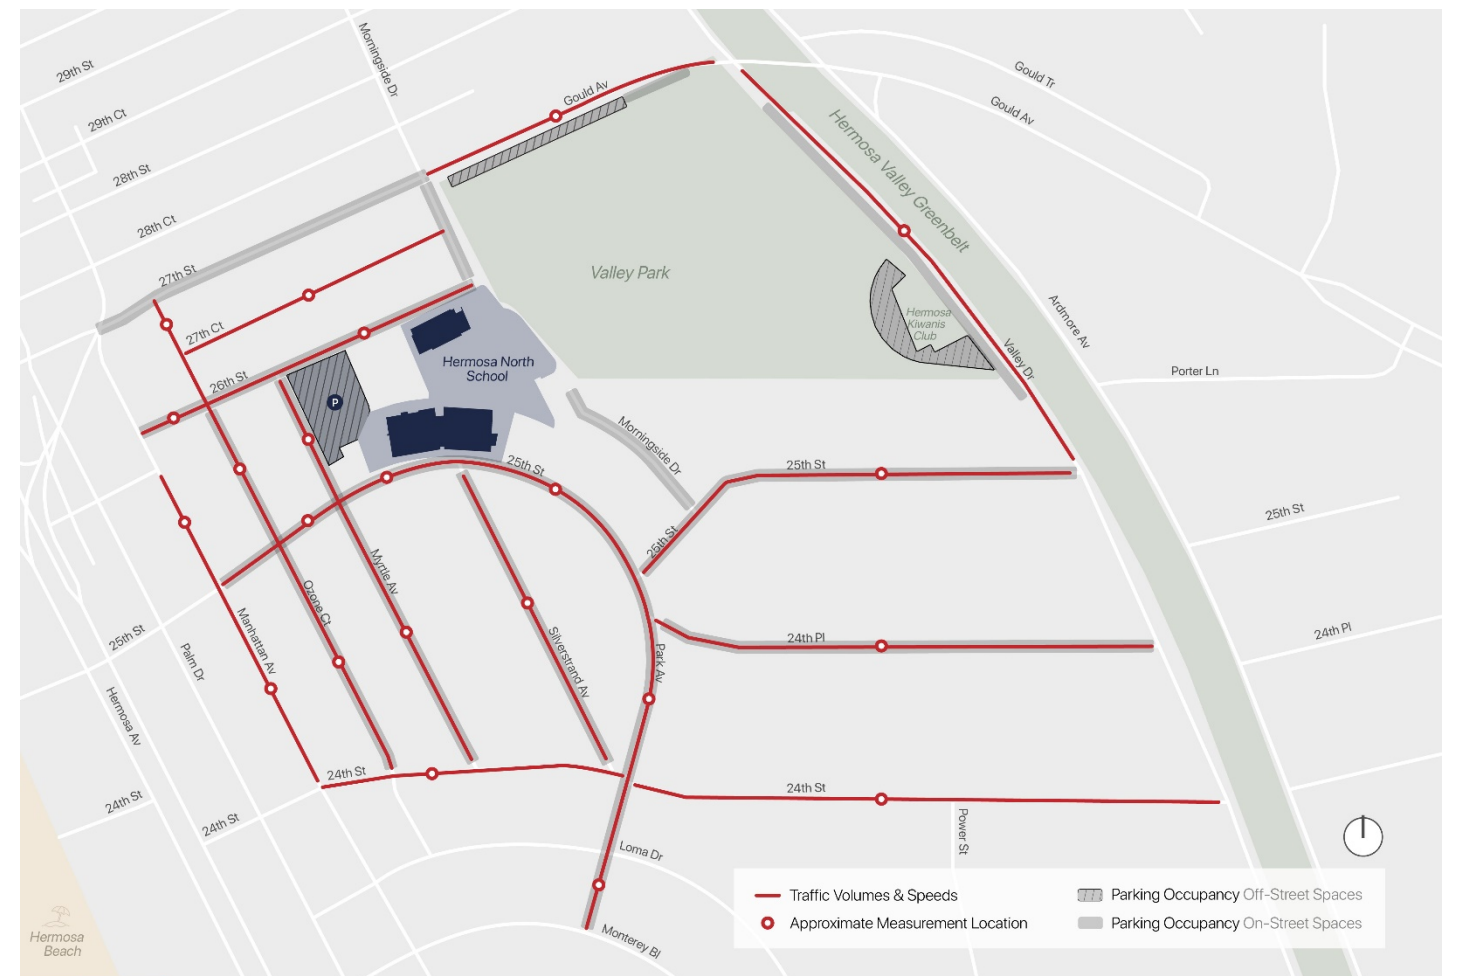 29th St
Morningside Dr
Gould Av
Gould Tr
Gould Av
29th Ct
28th St
28th Ct
Hermosa Valley Greenbelt
27th St
Valley Park
27th Ct
Hermosa
Kiwanis
Club
Ardmore Av
Valley Dr
Hermosa North
School
26th St
P
Porter Ln
Morningside Dr
25th St
25th St
25th St
25th St
Myrtle Av
Ozone Ct
Manhattan Av
Silverstrand Av
Park Av
24th Pl
24th Pl
25th St
Palm Dr
Hermosa Av
24th St
24th St
24th St
24th St
Power St
Loma Dr
Monterey Bl
Hermosa
Beach
Traffic Volumes & Speeds
Approximate Measurement Location
Parking Occupancy Off-Street Spaces
Parking Occupancy On-Street Spaces